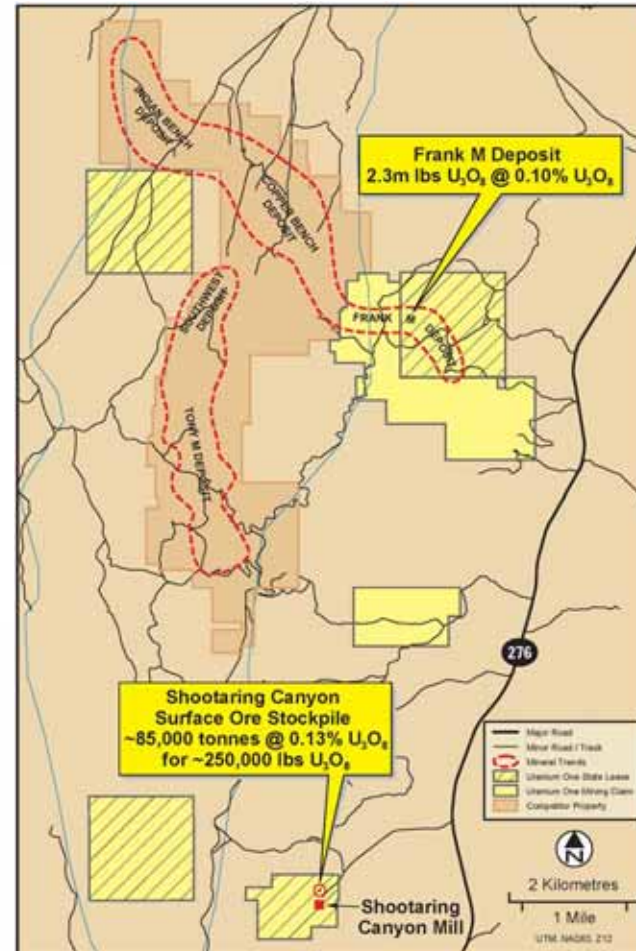 INDIAN BENCH
DEPOSIT
COPPER BENCH
DEPOSIT
Frank M Deposit
2.3m lbs U₃O₈ @ 0.10% U₃O₈
FRANK M DEPOSIT
SOUTHWEST
DEPOSIT
TONY M DEPOSIT
276
Shootaring Canyon
Surface Ore Stockpile
~85,000 tonnes @ 0.13% U₃O₈
for ~250,000 lbs U₃O₈
Major Road
Minor Road / Track
Mineral Trends
Uranium One State Lease
Uranium One Mining Claim
Competitor Property
N
2 Kilometres
1 Mile
UTM, NAD83, Z12
Shootaring
Canyon Mill